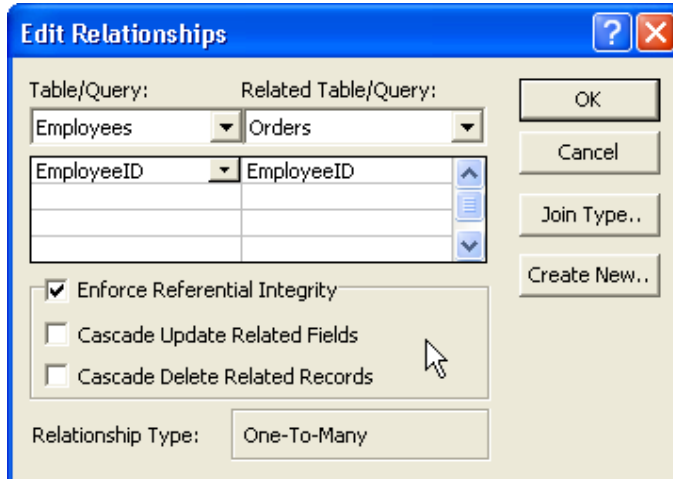 Edit Relationships
Table/Query: Related Table/Query:
Employees Orders
EmployeeID EmployeeID
Enforce Referential Integrity
Cascade Update Related Fields
Cascade Delete Related Records
Relationship Type: One-To-Many
OK
Cancel
Join Type..
Create New..